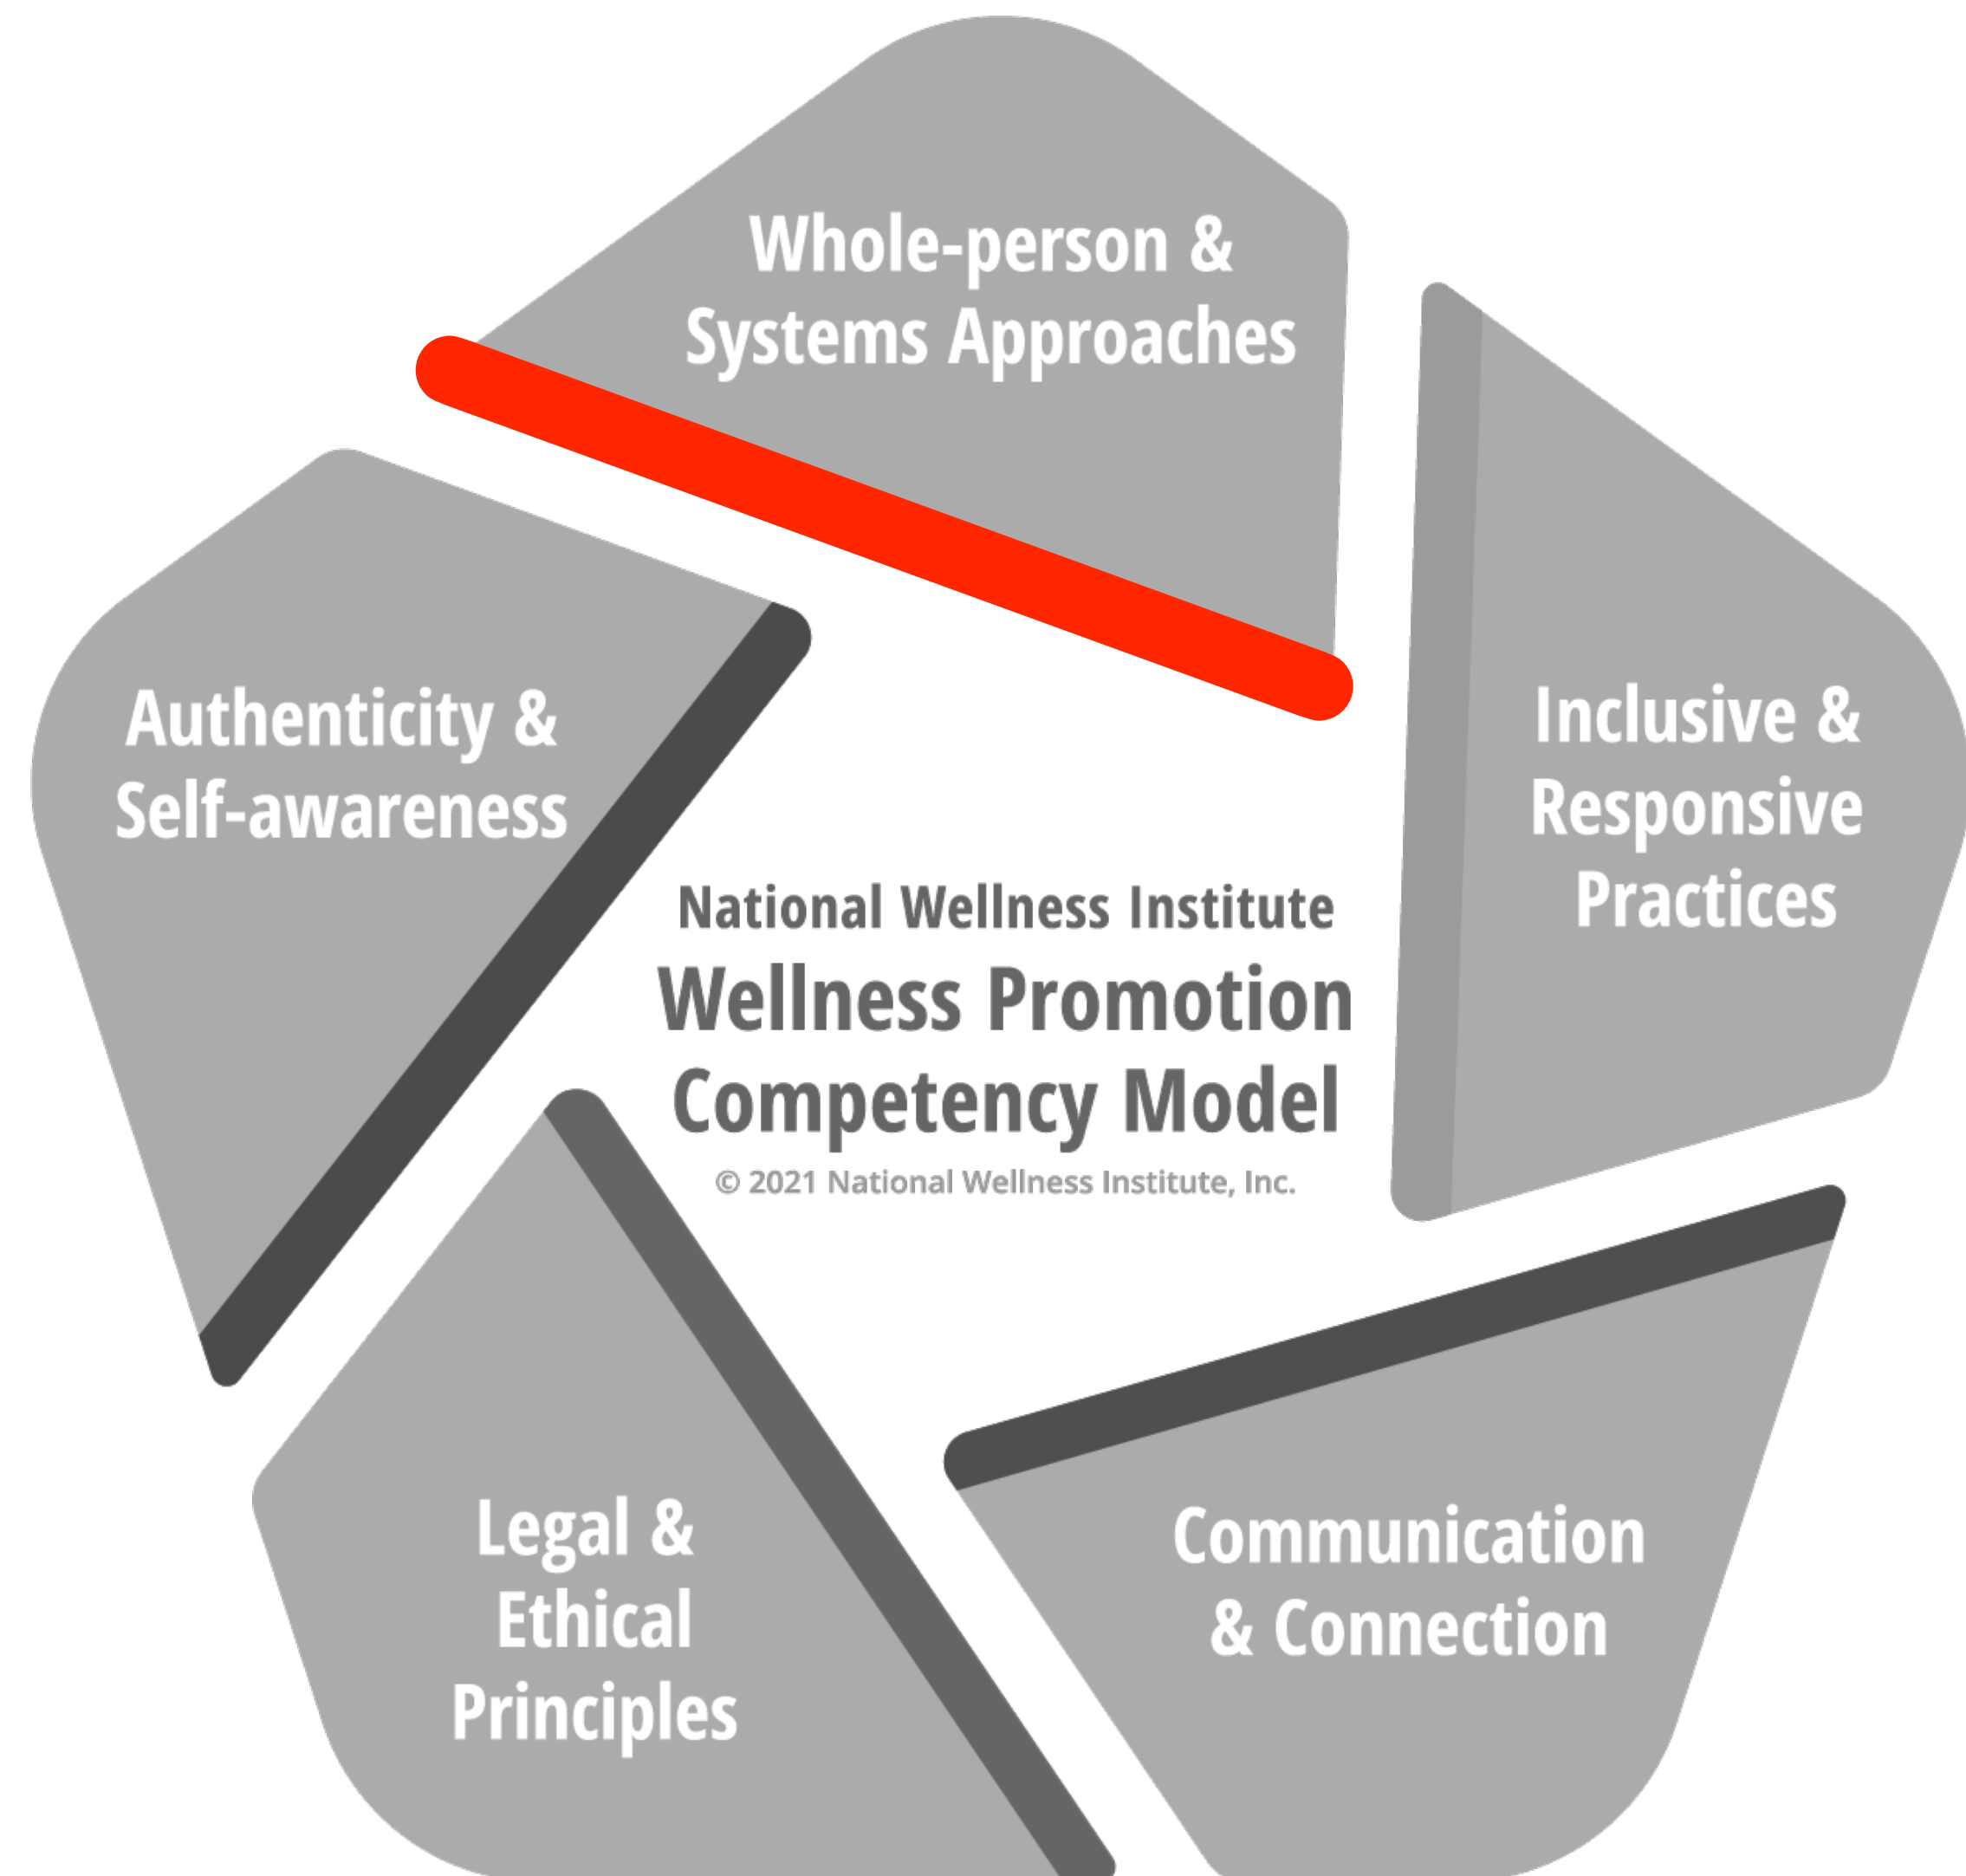 Whole-person &
Systems Approaches
Authenticity &
Self-awareness
Inclusive &
Responsive
Practices
National Wellness Institute
Wellness Promotion
Competency Model
© 2021 National Wellness Institute, Inc.
Legal &
Ethical
Principles
Communication
& Connection